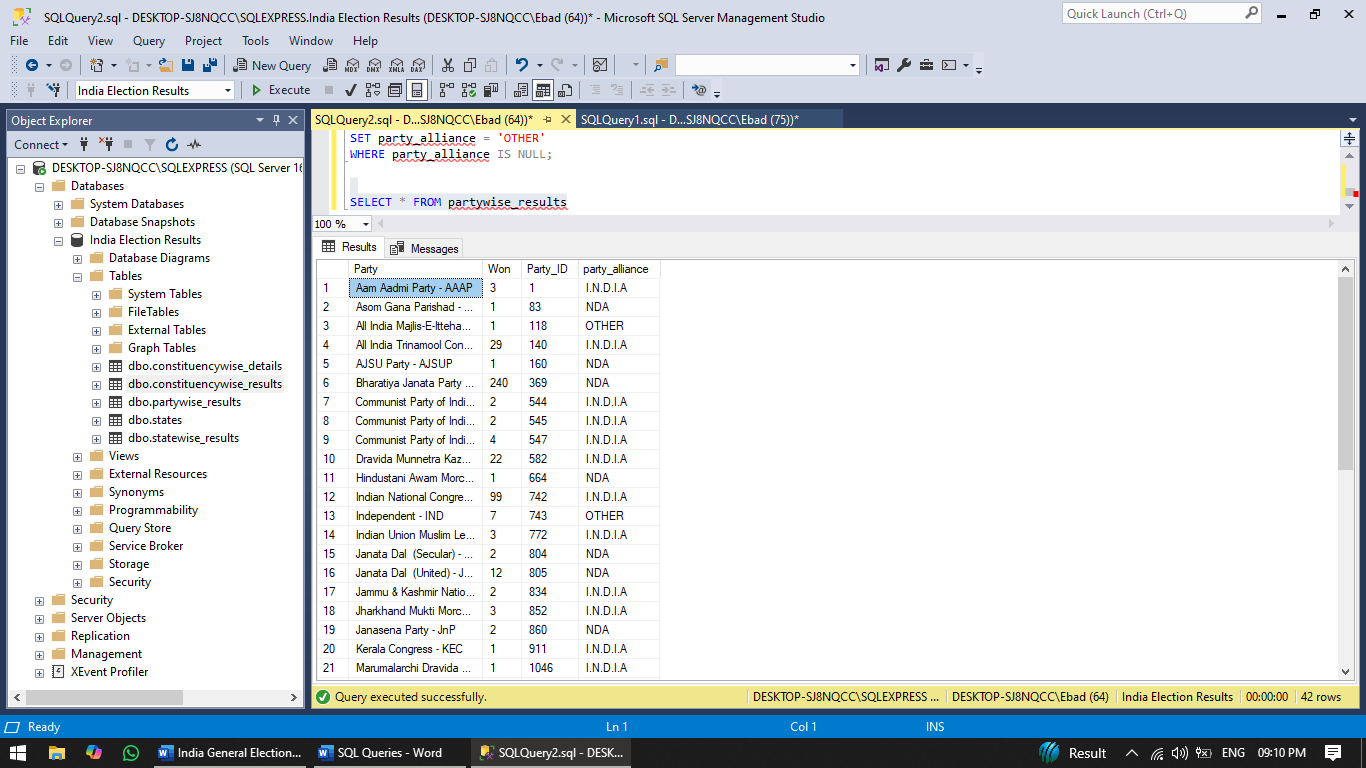 SQLQuery2.sql - DESKTOP-SJ8NQCC\SQLEXPRESS.India Election Results (DESKTOP-SJ8NQCC\Ebad (64))* - Microsoft SQL Server Management Studio
Quick Launch (Ctrl+Q)
File Edit View Query Project Tools Window Help
New Query MDX DMX XMLA DAX
India Election Results Execute
Object Explorer
Connect
DESKTOP-SJ8NQCC\SQLEXPRESS (SQL Server 16
Databases
System Databases
Database Snapshots
India Election Results
Database Diagrams
Tables
System Tables
FileTables
External Tables
Graph Tables
dbo.constituencywise_details
dbo.constituencywise_results
dbo.partywise_results
dbo.states
dbo.statewise_results
Views
External Resources
Synonyms
Programmability
Query Store
Service Broker
Storage
Security
Security
Server Objects
Replication
Management
XEvent Profiler
SQLQuery2.sql - D...SJ8NQCC\Ebad (64))* SQLQuery1.sql - D...SJ8NQCC\Ebad (75))*
SET party_alliance = 'OTHER'
WHERE party_alliance IS NULL;
SELECT * FROM partywise_results
100 %
Results Messages
Party Won Party_ID party_alliance
1 Aam Aadmi Party - AAAP 3 1 I.N.D.I.A
2 Asom Gana Parishad - ... 1 83 NDA
3 All India Majlis-E-Itteha... 1 118 OTHER
4 All India Trinamool Con... 29 140 I.N.D.I.A
5 AJSU Party - AJSUP 1 160 NDA
6 Bharatiya Janata Party ... 240 369 NDA
7 Communist Party of Indi... 2 544 I.N.D.I.A
8 Communist Party of Indi... 2 545 I.N.D.I.A
9 Communist Party of Indi... 4 547 I.N.D.I.A
10 Dravida Munnetra Kaz... 22 582 I.N.D.I.A
11 Hindustani Awam Morc... 1 664 NDA
12 Indian National Congre... 99 742 I.N.D.I.A
13 Independent - IND 7 743 OTHER
14 Indian Union Muslim Le... 3 772 I.N.D.I.A
15 Janata Dal (Secular) - ... 2 804 NDA
16 Janata Dal (United) - J... 12 805 NDA
17 Jammu & Kashmir Natio... 2 834 I.N.D.I.A
18 Jharkhand Mukti Morc... 3 852 I.N.D.I.A
19 Janasena Party - JnP 2 860 NDA
20 Kerala Congress - KEC 1 911 I.N.D.I.A
21 Marumalarchi Dravida ... 1 1046 I.N.D.I.A
Query executed successfully. DESKTOP-SJ8NQCC\SQLEXPRESS ... DESKTOP-SJ8NQCC\Ebad (64) India Election Results 00:00:00 42 rows
Ready Ln 1 Col 1 INS
India General Election... SQL Queries - Word SQLQuery2.sql - DESK... Result ENG 09:10 PM